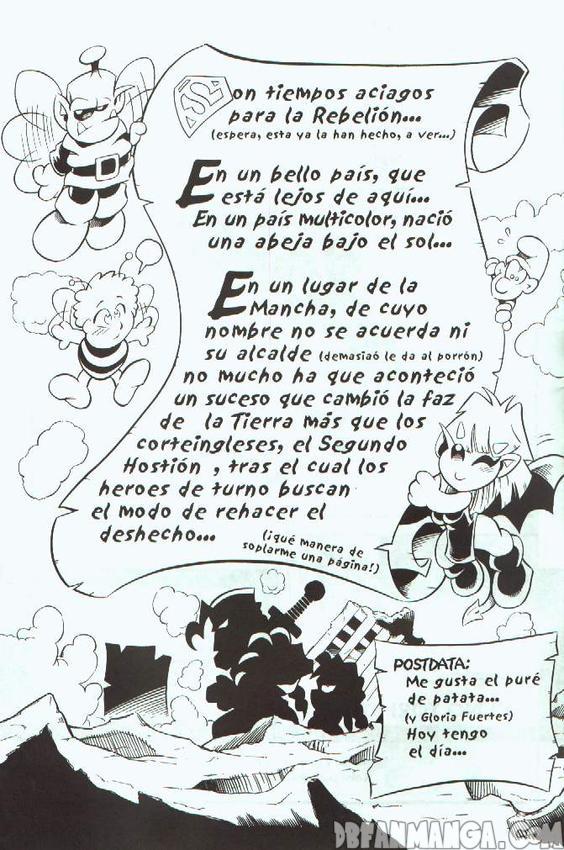 Son tiempos aciagos
para la Rebelión...
(espera, esta ya la han hecho, a ver...)
En un bello país, que
está lejos de aquí...
En un país multicolor, nació
una abeja bajo el sol...
En un lugar de la
Mancha, de cuyo
nombre no se acuerda ni
su alcalde (demasiaó le da al porrón)
no mucho ha que aconteció
un suceso que cambió la faz
de la Tierra más que los
corteingleses, el Segundo
Hostión, tras el cual los
heroes de turno buscan
el modo de rehacer el
deshecho...
(¡qué manera de
soplarme una página!)
POSTDATA:
Me gusta el puré
de patata...
(y Gloria Fuertes)
Hoy tengo
el día...
DBFANMANGA.COM